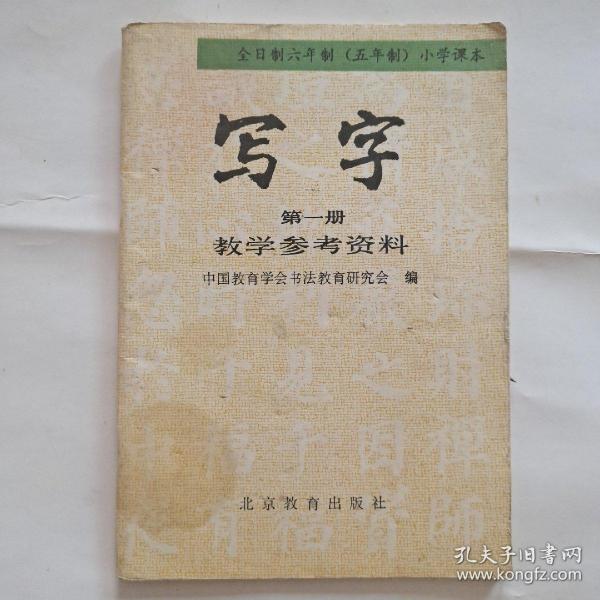 全日制六年制（五年制）小学课本
写字
第一册
教学参考资料
中国教育学会书法教育研究会 编
北京教育出版社
孔夫子旧书网
www.kongfz.com